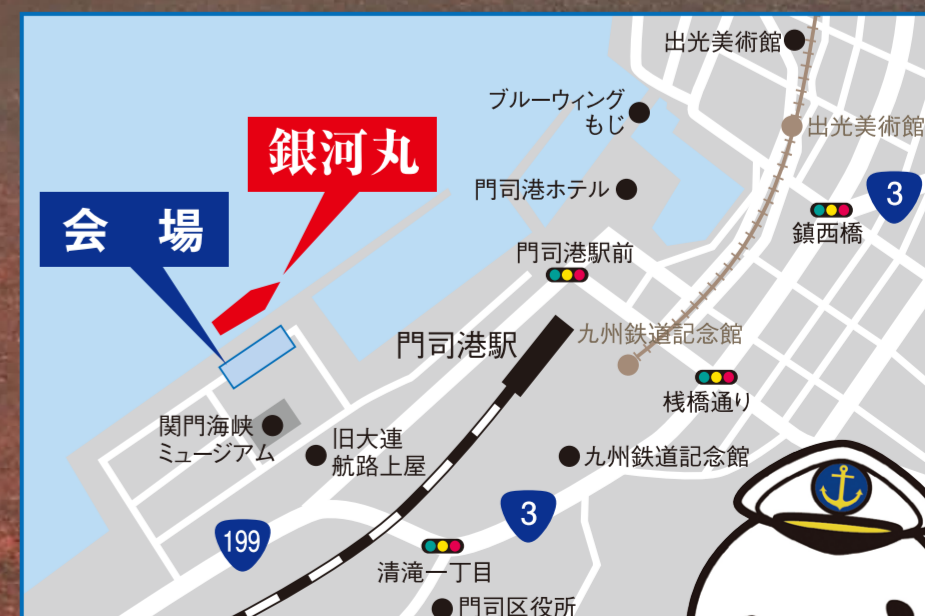 出光美術館
ブルーウィング
もじ
出光美術館
銀河丸
門司港ホテル
3
会 場
鎮西橋
門司港駅前
門司港駅
九州鉄道記念館
桟橋通り
関門海峡
ミュージアム
旧大連
航路上屋
九州鉄道記念館
3
199
清滝一丁目
門司区役所